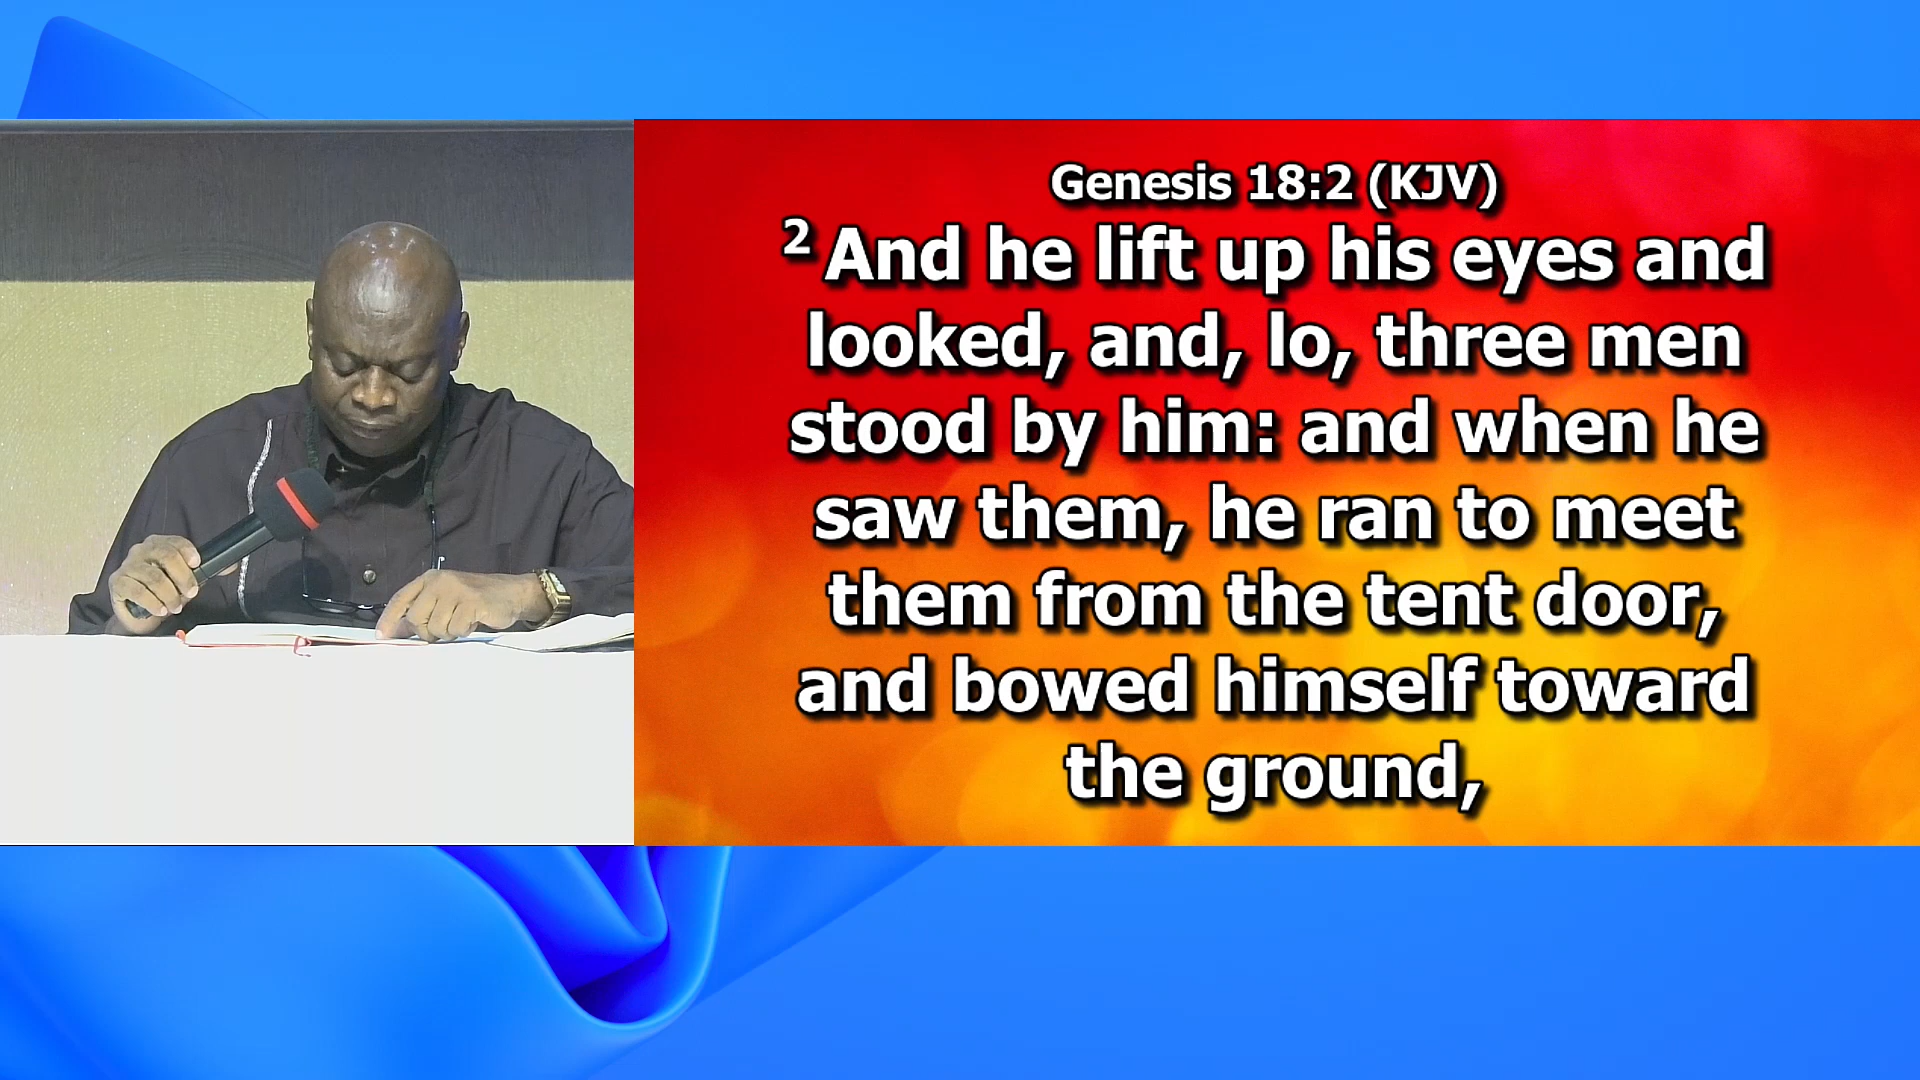 Genesis 18:2 (KJV)
2 And he lift up his eyes and
looked, and, lo, three men
stood by him: and when he
saw them, he ran to meet
them from the tent door,
and bowed himself toward
the ground,